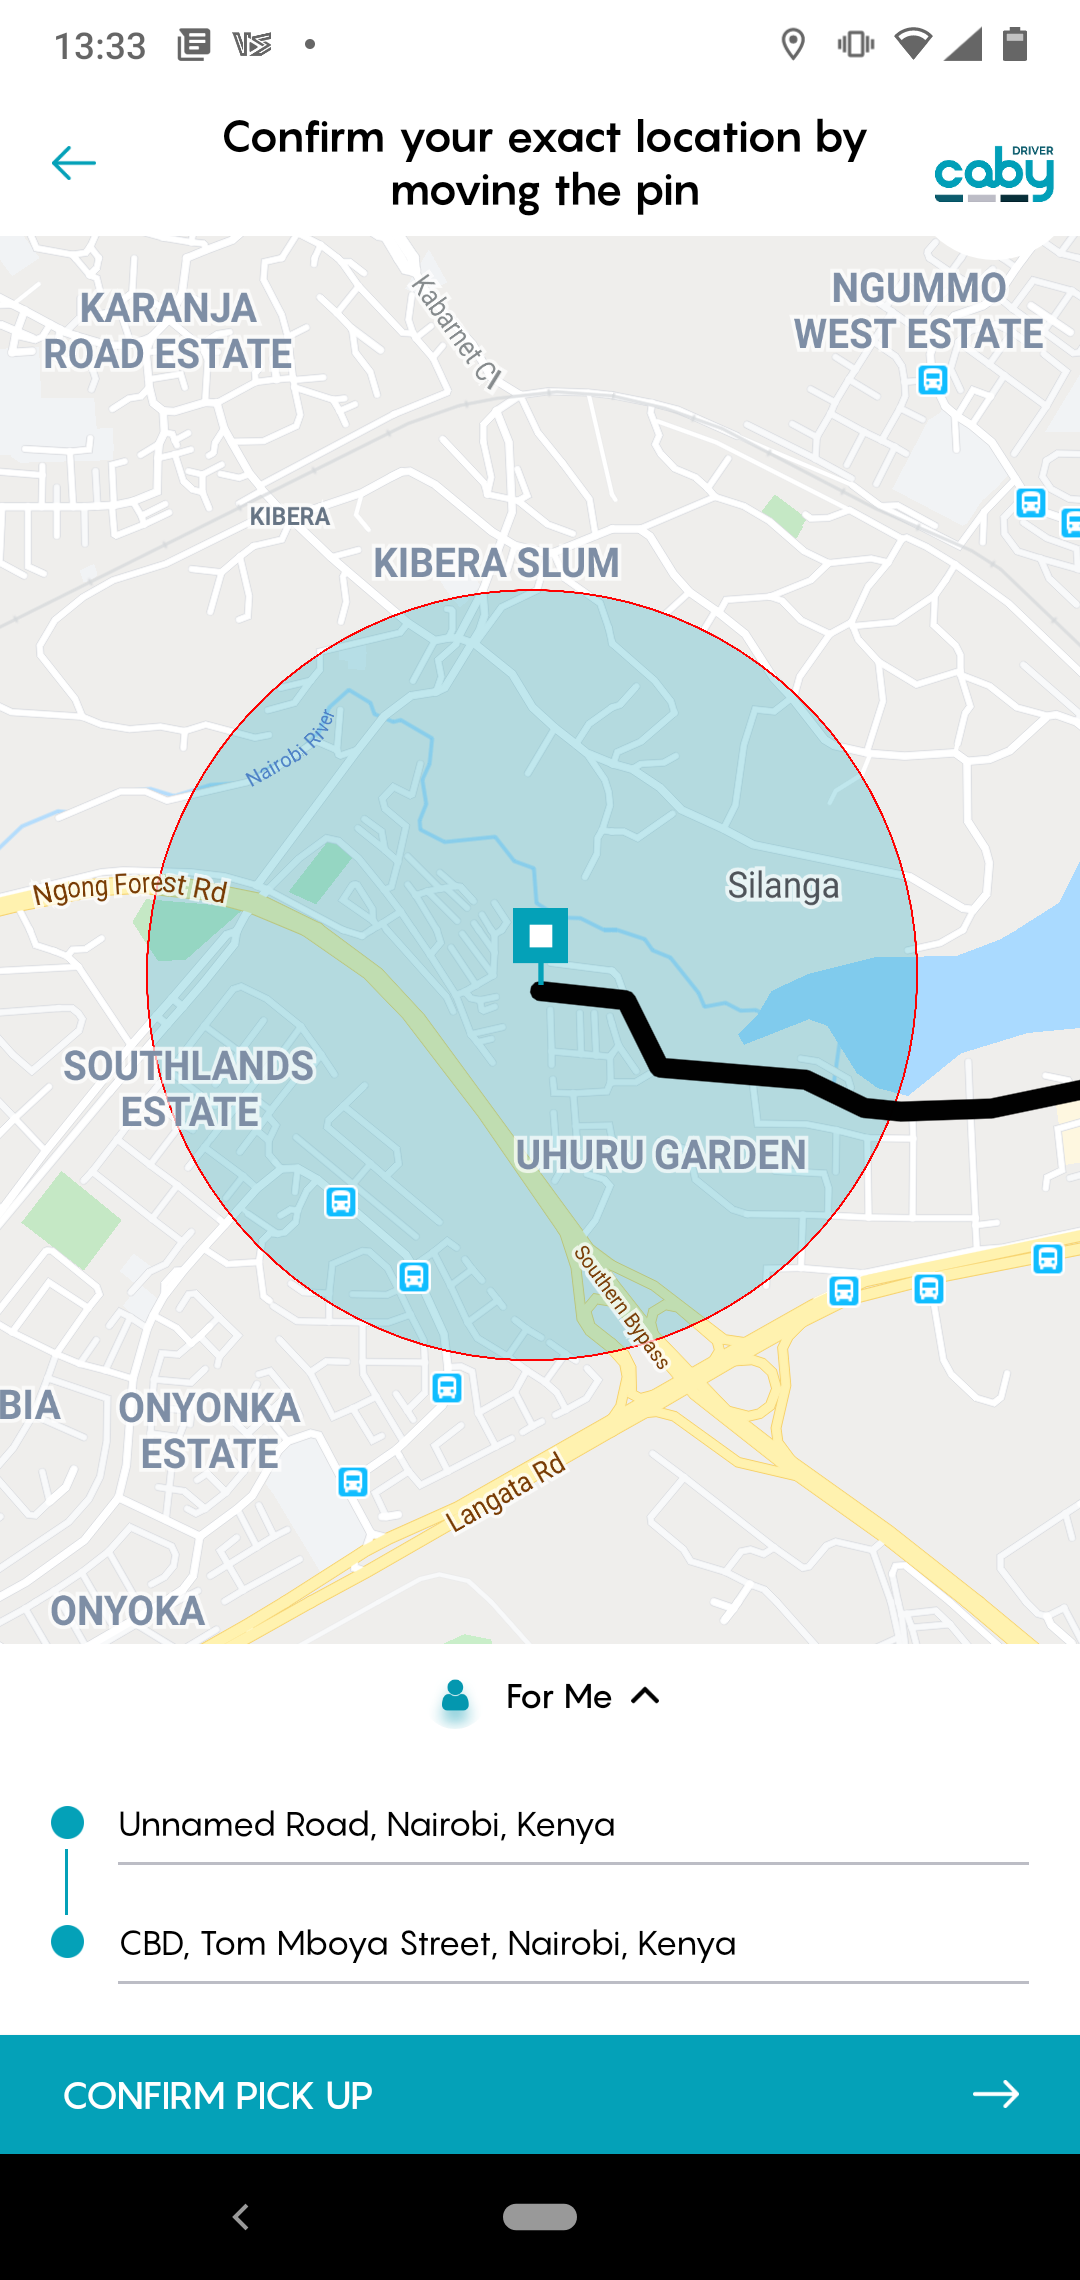 13:33
Confirm your exact location by
moving the pin
DRIVER
caby
KARANJA
ROAD ESTATE
Kabarnet Cl
NGUMMO
WEST ESTATE
KIBERA
KIBERA SLUM
Nairobi River
Ngong Forest Rd
Silanga
SOUTHLANDS
ESTATE
UHURU GARDEN
Southern Bypass
BIA
ONYONKA
ESTATE
Langata Rd
ONYOKA
For Me
Unnamed Road, Nairobi, Kenya
CBD, Tom Mboya Street, Nairobi, Kenya
CONFIRM PICK UP